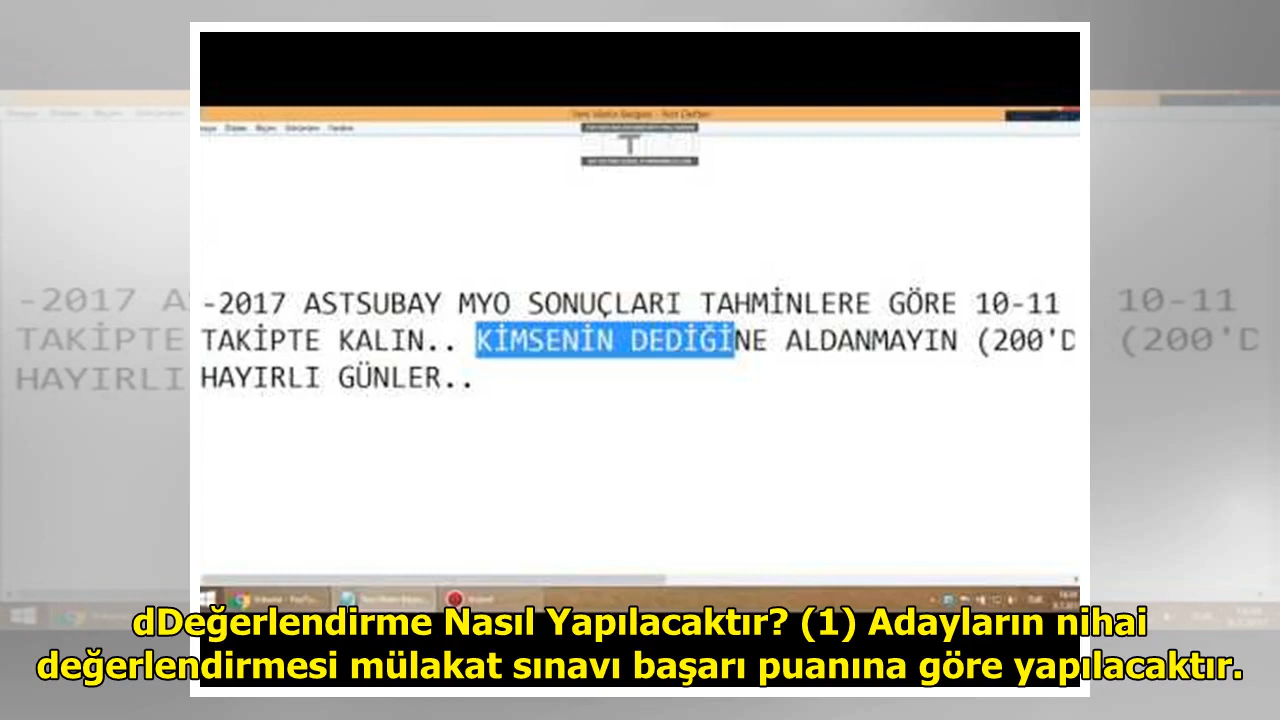 -2017 ASTSUBAY MYO SONUÇLARI TAHMİNLERE GÖRE 10-11
TAKİPTE KALIN.. KİMSENİN DEDİĞİNE ALDANMAYIN (200'D
HAYIRLI GÜNLER..
dDeğerlendirme Nasıl Yapılacaktır? (1) Adayların nihai
değerlendirmesi mülakat sınavı başarı puanına göre yapılacaktır.